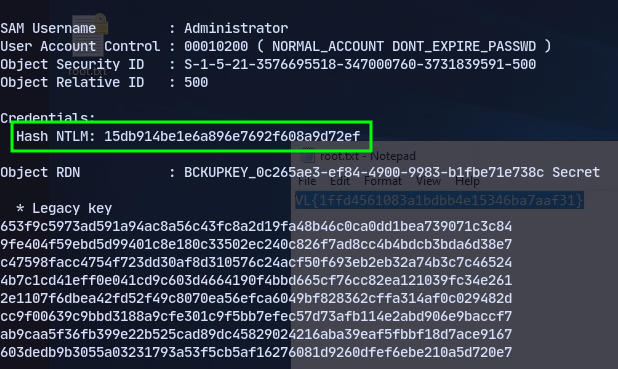 SAM Username         : Administrator
User Account Control : 00010200 ( NORMAL_ACCOUNT DONT_EXPIRE_PASSWD )
Object Security ID   : S-1-5-21-3576695518-347000760-3731839591-500
Object Relative ID   : 500
root.txt
Credentials:
Hash NTLM: 15db914be1e6a896e7692f608a9d72ef
root.txt - Notepad
Object RDN           : BCKUPKEY_0c265ae3-ef84-4900-9983-b1fbe71e738c Secret
File Edit Format View Help
VL{1ffd4561083a1bdbb4e15346ba7aaf31}
* Legacy key
653f9c5973ad591a94ac8a56c43fc8a2d19fa48b46c0ca0dd1bea739071c3c84
9fe404f59ebd5d99401c8e180c33502ec240c826f7ad8cc4b4bdcb3bda6d38e7
c47598facc4754f723dd30af8d310576c24acf50f693eb2eb32a74b3c7c46524
4b7c1cd41eff0e041cd9c603d4664190f4bbd665cf76cc82ea121039fc34e261
2e1107f6dbea42fd52f49c8070ea56efca6049bf828362cffa314af0c029482d
cc9f00639c9bbd3188a9cfe301c9f5bb7efec57d73afb114e2abd906e9baccf7
ab9caa5f36fb399e22b525cad89dc45829024216aba39eaf5fbbf18d7ace9167
603dedb9b3055a03231793a53f5cb5af16276081d9260dfef6ebe210a5d720e7